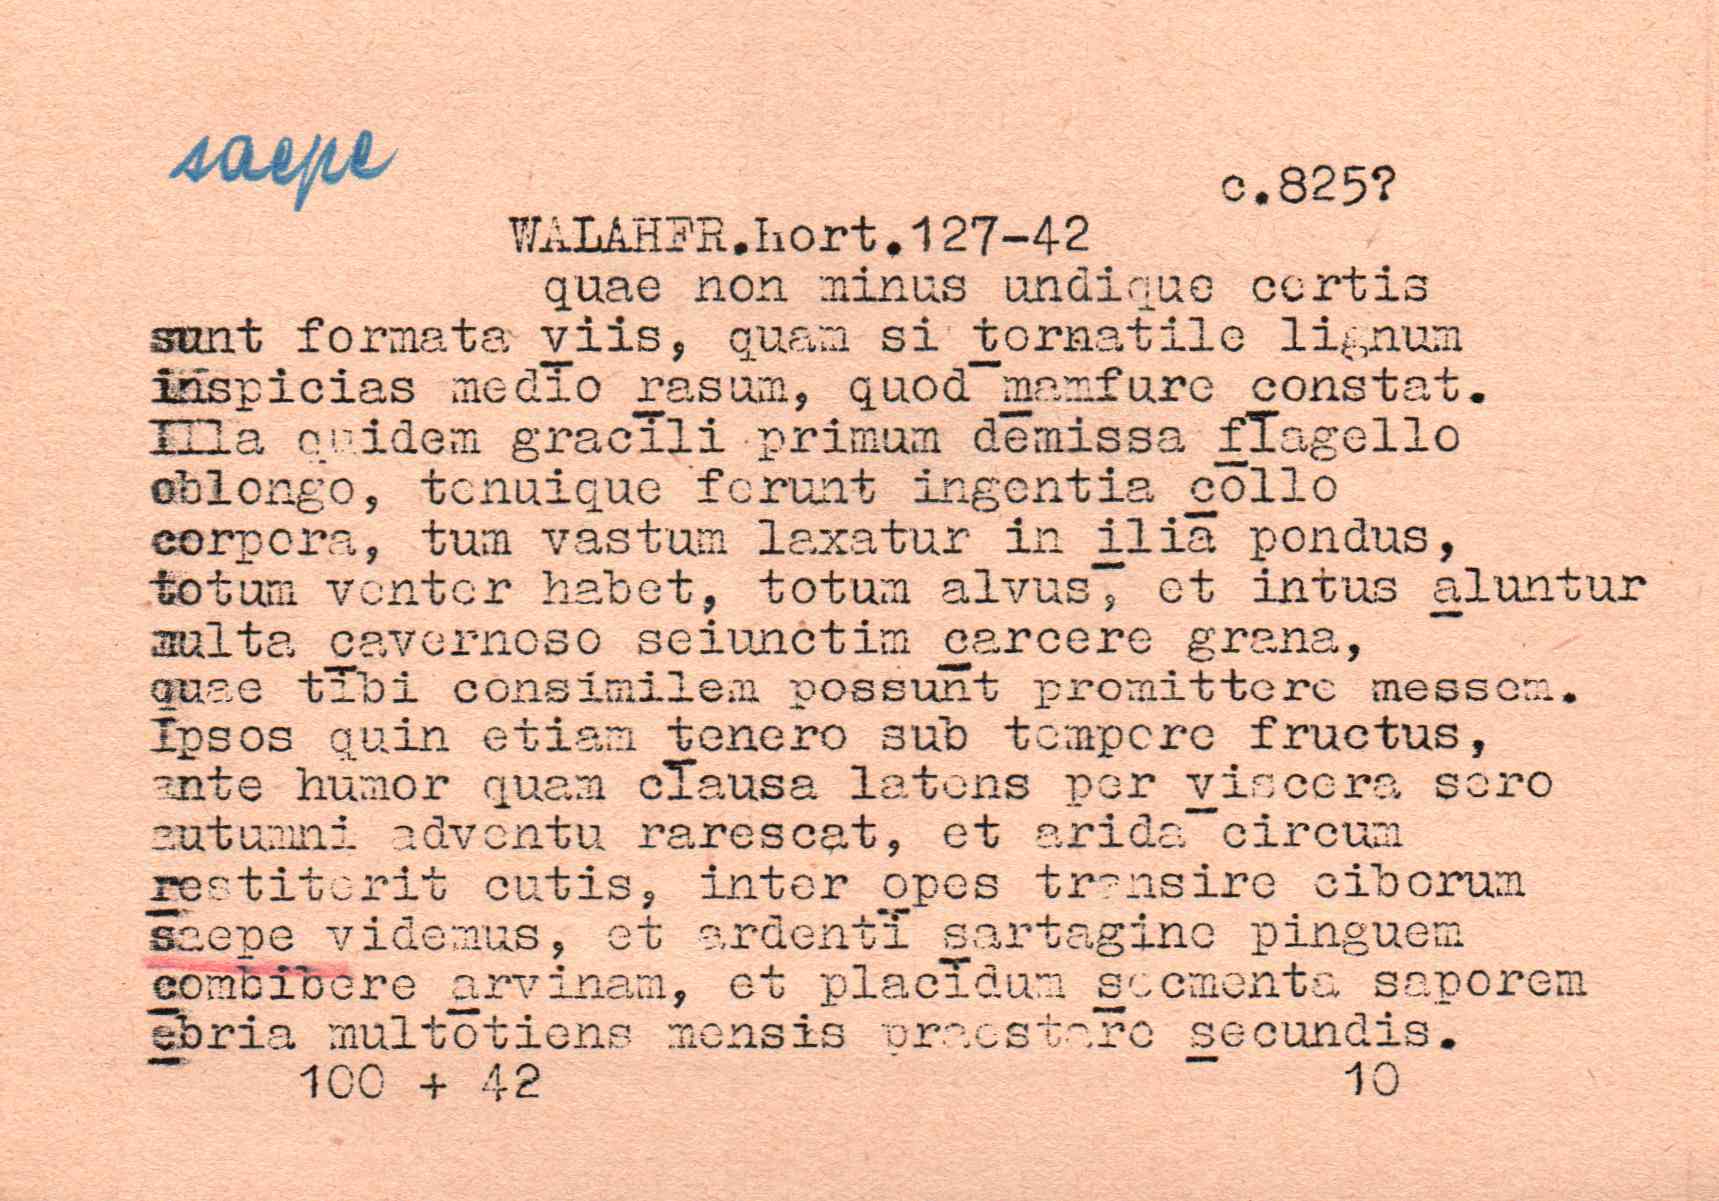 saepe
c.825?
WALAHFR.hort.127-42
quae non minus undique certis
sunt formata viis, quam si tornatile lignum
inspicias medio rasum, quod mamfure constat.
Illa quidem gracili primum demissa flagello
oblongo, tenuique ferunt ingentia collo
corpora, tum vastum laxatur in ilia pondus,
totum venter habet, totum alvus, et intus aluntur
multa cavernoso seiunctim carcere grana,
quae tibi consimilem possunt promittere messem.
Ipsos quin etiam tenero sub tempore fructus,
ante humor quam clausa latens per viscera sero
autumni adventu rarescat, et arida circum
restiterit cutis, inter opes transire ciborum
saepe videmus, et ardenti sartagine pinguem
combibere arvinam, et placidum secmenta saporem
ebria multotiens mensis praestare secundis.
100 + 42 10